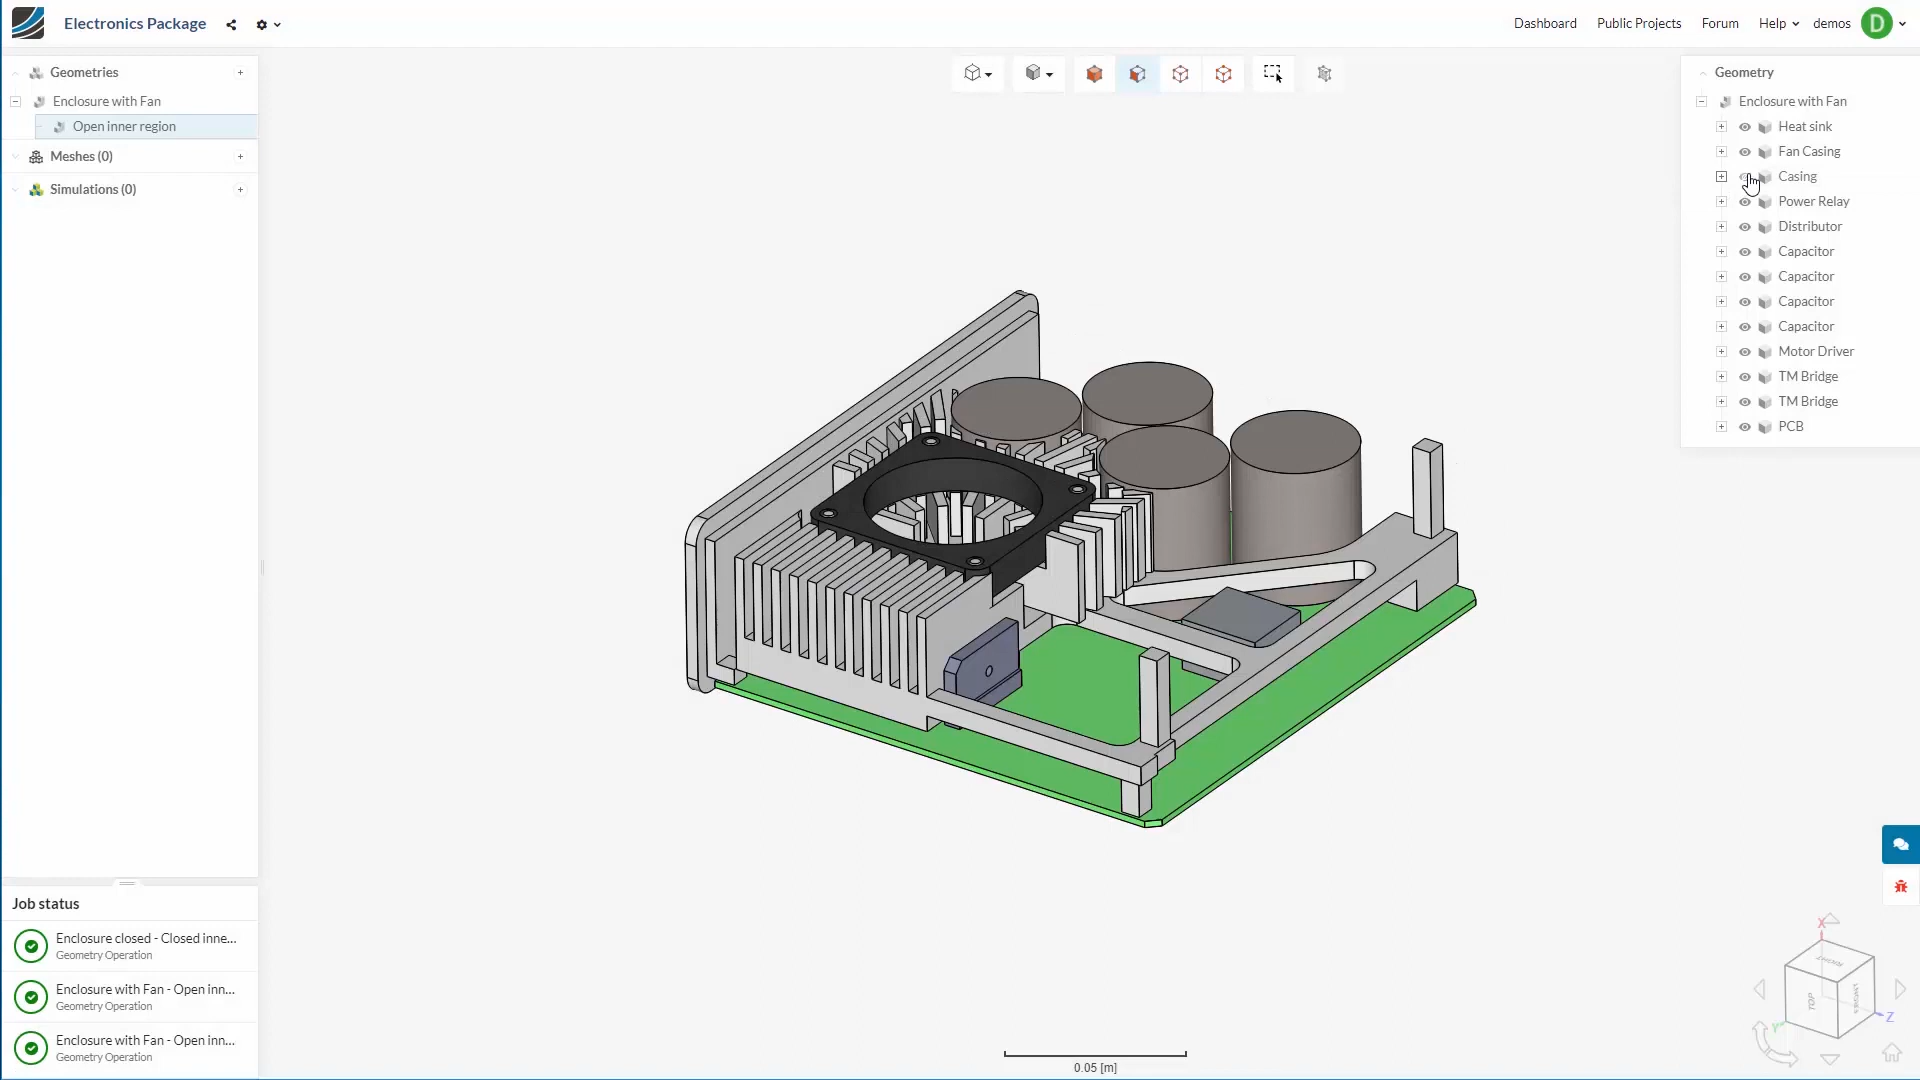 Electronics Package
Dashboard
Public Projects
Forum
Help
demos
D
Geometries
Enclosure with Fan
Open inner region
Meshes (0)
Simulations (0)
Geometry
Enclosure with Fan
Heat sink
Fan Casing
Casing
Power Relay
Distributor
Capacitor
Capacitor
Capacitor
Capacitor
Motor Driver
TM Bridge
TM Bridge
PCB
Job status
Enclosure closed - Closed inne...
Geometry Operation
Enclosure with Fan - Open inn...
Geometry Operation
Enclosure with Fan - Open inn...
Geometry Operation
0.05 [m]
X
RIGHT
TOP
Y
Z